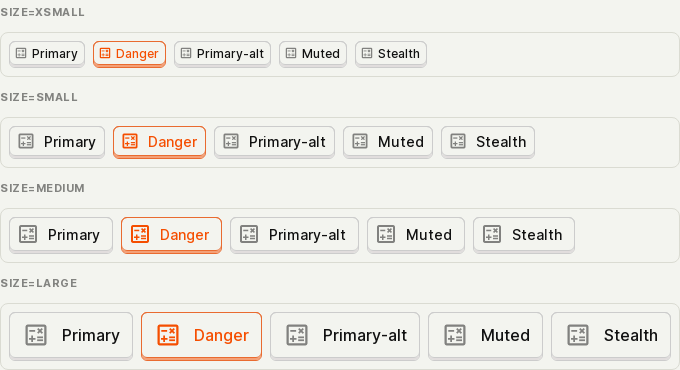 SIZE=XSMALL
Primary Danger Primary-alt Muted Stealth
SIZE=SMALL
Primary Danger Primary-alt Muted Stealth
SIZE=MEDIUM
Primary Danger Primary-alt Muted Stealth
SIZE=LARGE
Primary Danger Primary-alt Muted Stealth